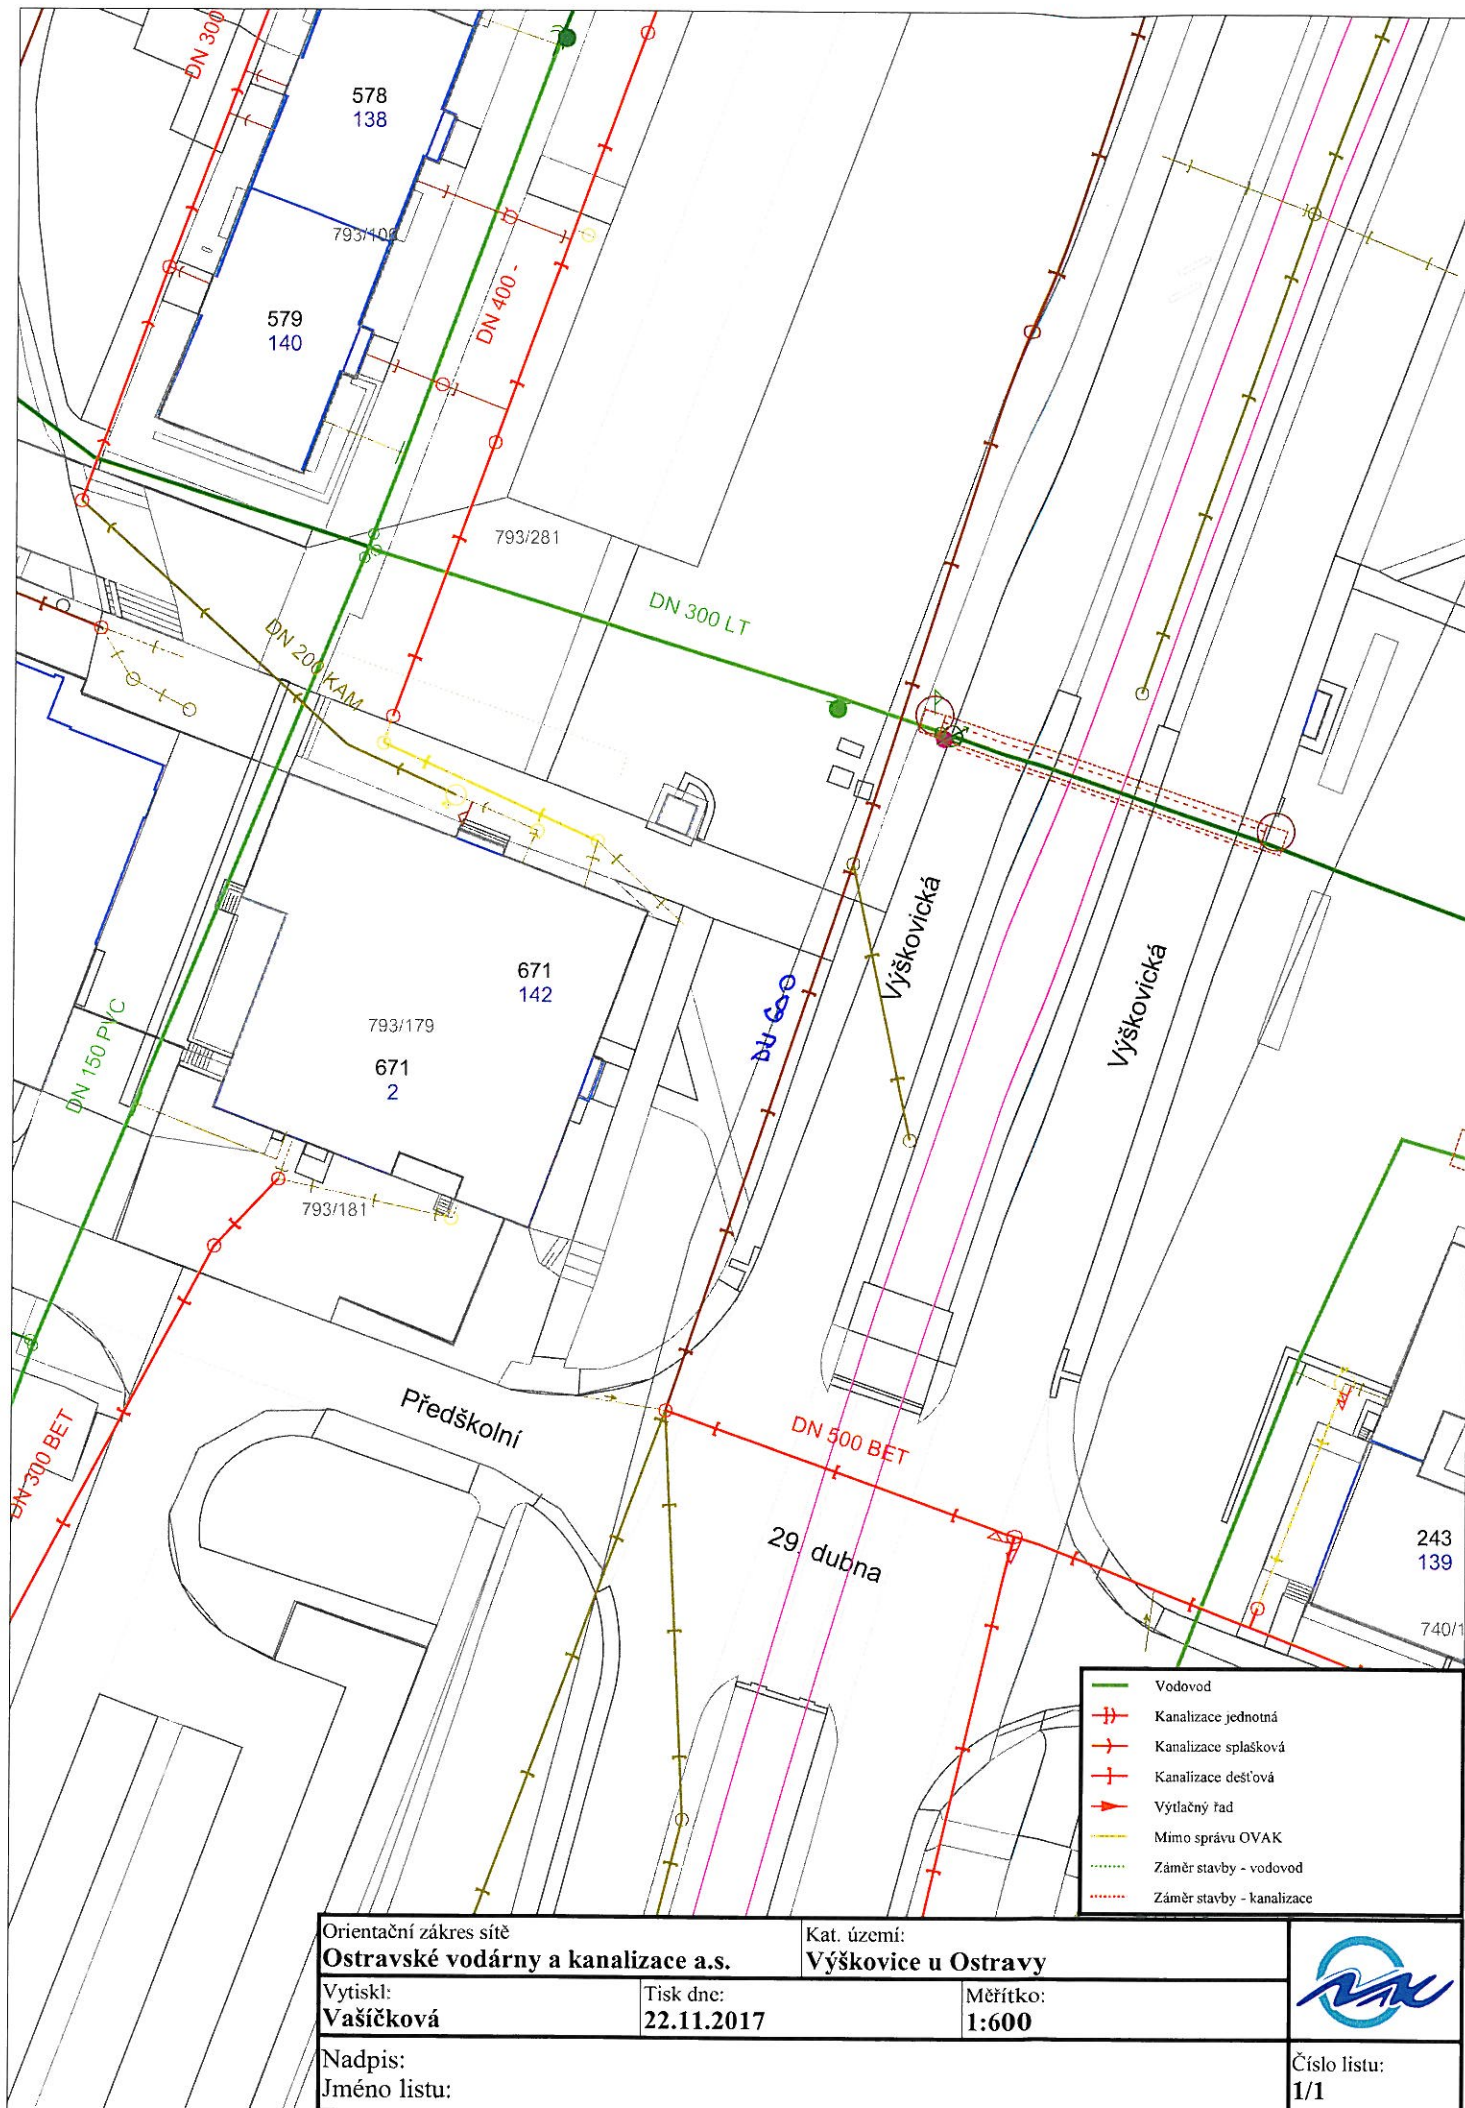 DN 300
578
138
793/106
579
140
DN 400 -
793/281
DN 300 LT
DN 200 KAM
Výškovická
Výškovická
671
142
793/179
671
2
DN 150 PVC
793/181
Předškolní
DN 500 BET
DN 300 BET
29. dubna
243
139
740/1
Vodovod
Kanalizace jednotná
Kanalizace splašková
Kanalizace dešťová
Výtlačný řad
Mimo správu OVAK
Záměr stavby - vodovod
Záměr stavby - kanalizace
Orientační zákres sítě
Ostravské vodárny a kanalizace a.s.
Kat. území:
Výškovice u Ostravy
Vytiskl:
Vašíčková
Tisk dne:
22.11.2017
Měřítko:
1:600
Nadpis:
Jméno listu:
Číslo listu:
1/1